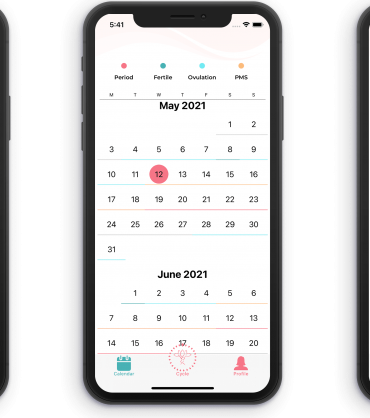 5:41
Period Fertile Ovulation PMS
M T W T F S S
May 2021
1 2
3 4 5 6 7 8 9
10 11 12 13 14 15 16
17 18 19 20 21 22 23
24 25 26 27 28 29 30
31
June 2021
1 2 3 4 5 6
7 8 9 10 11 12 13
14 15 16 17 18 19 20
Calendar Cycle Profile